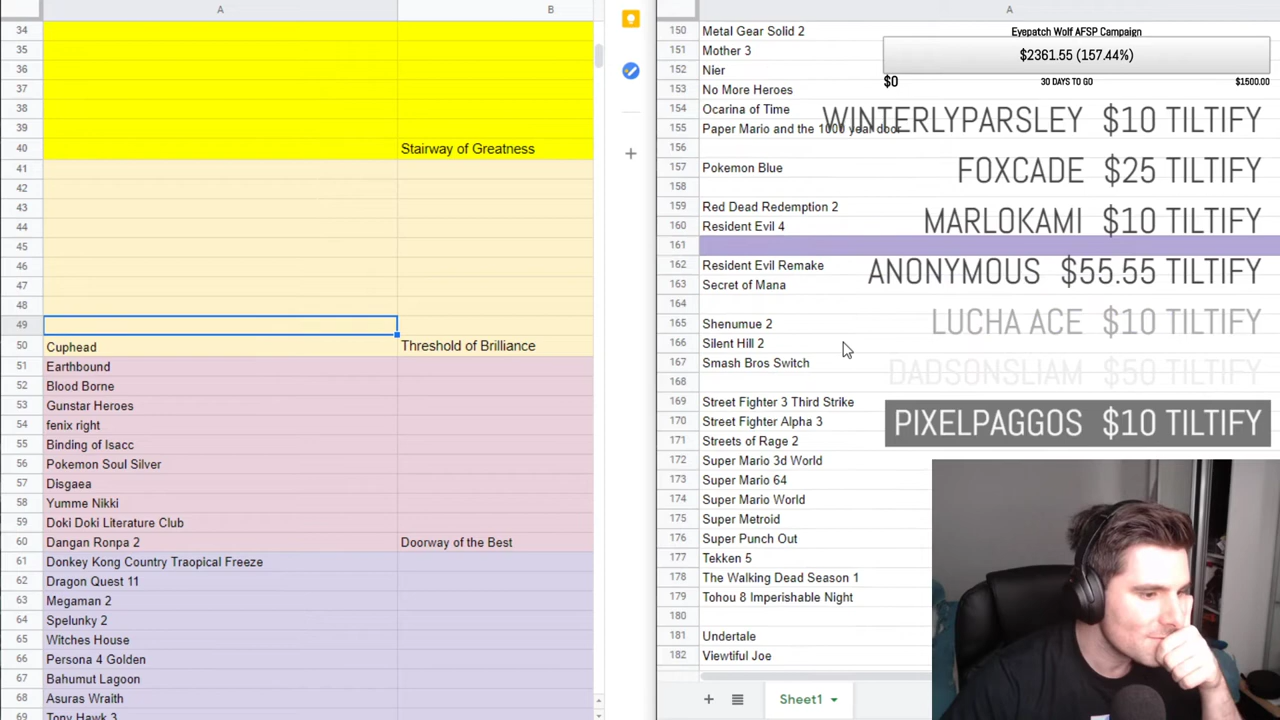 A
B
34
35
36
37
38
39
40 Stairway of Greatness
41
42
43
44
45
46
47
48
49
50 Cuphead Threshold of Brilliance
51 Earthbound
52 Blood Borne
53 Gunstar Heroes
54 fenix right
55 Binding of Isacc
56 Pokemon Soul Silver
57 Disgaea
58 Yumme Nikki
59 Doki Doki Literature Club
60 Dangan Ronpa 2 Doorway of the Best
61 Donkey Kong Country Traopical Freeze
62 Dragon Quest 11
63 Megaman 2
64 Spelunky 2
65 Witches House
66 Persona 4 Golden
67 Bahumut Lagoon
68 Asuras Wraith
69 Tony Hawk 3
A
150 Metal Gear Solid 2
151 Mother 3
152 Nier
153 No More Heroes
154 Ocarina of Time
155 Paper Mario and the 1000 year door
156
157 Pokemon Blue
158
159 Red Dead Redemption 2
160 Resident Evil 4
161
162 Resident Evil Remake
163 Secret of Mana
164
165 Shenumue 2
166 Silent Hill 2
167 Smash Bros Switch
168
169 Street Fighter 3 Third Strike
170 Street Fighter Alpha 3
171 Streets of Rage 2
172 Super Mario 3d World
173 Super Mario 64
174 Super Mario World
175 Super Metroid
176 Super Punch Out
177 Tekken 5
178 The Walking Dead Season 1
179 Tohou 8 Imperishable Night
180
181 Undertale
182 Viewtiful Joe
Sheet1
Eyepatch Wolf AFSP Campaign
$2361.55 (157.44%)
$0 30 DAYS TO GO $1500.00
WINTERLYPARSLEY $10 TILTIFY
FOXCADE $25 TILTIFY
MARLOKAMI $10 TILTIFY
ANONYMOUS $55.55 TILTIFY
LUCHA ACE $10 TILTIFY
DADSONSLIAM $50 TILTIFY
PIXELPAGGOS $10 TILTIFY